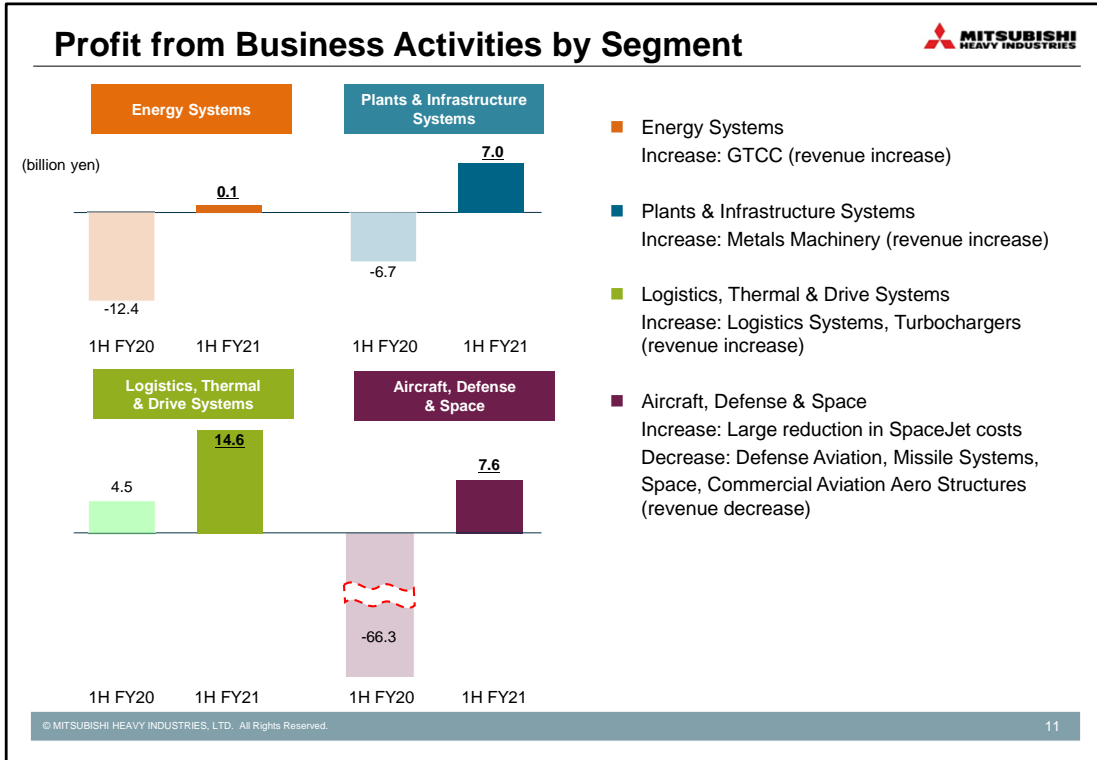 Profit from Business Activities by Segment
MITSUBISHI
HEAVY INDUSTRIES
Energy Systems
Plants & Infrastructure
Systems
(billion yen)
0.1
-12.4
1H FY20
1H FY21
7.0
-6.7
1H FY20
1H FY21
Logistics, Thermal
& Drive Systems
Aircraft, Defense
& Space
4.5
14.6
1H FY20
1H FY21
7.6
-66.3
1H FY20
1H FY21
Energy Systems
Increase: GTCC (revenue increase)
Plants & Infrastructure Systems
Increase: Metals Machinery (revenue increase)
Logistics, Thermal & Drive Systems
Increase: Logistics Systems, Turbochargers
(revenue increase)
Aircraft, Defense & Space
Increase: Large reduction in SpaceJet costs
Decrease: Defense Aviation, Missile Systems,
Space, Commercial Aviation Aero Structures
(revenue decrease)
© MITSUBISHI HEAVY INDUSTRIES, LTD. All Rights Reserved.
11